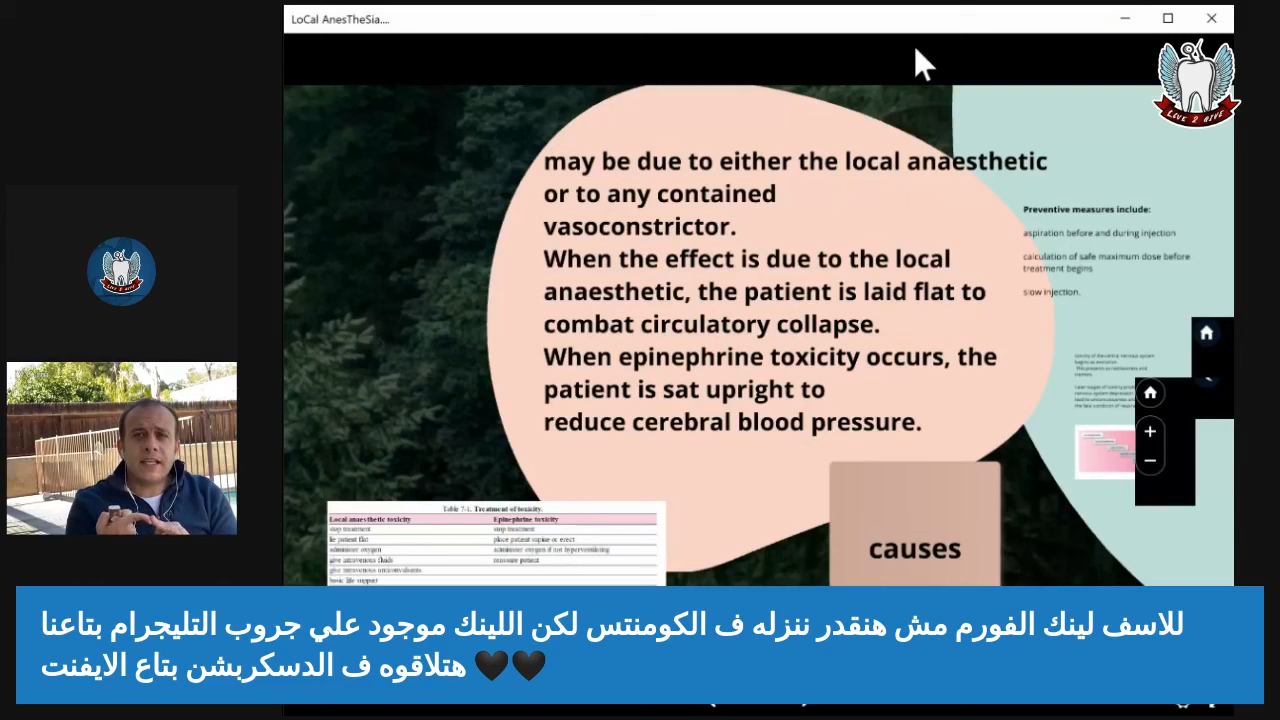 LoCal AnesTheSia....
LOVE 2 GIVE
may be due to either the local anaesthetic
or to any contained
vasoconstrictor.
When the effect is due to the local
anaesthetic, the patient is laid flat to
combat circulatory collapse.
When epinephrine toxicity occurs, the
patient is sat upright to
reduce cerebral blood pressure.
Preventive measures include:
aspiration before and during injection
calculation of safe maximum dose before
treatment begins
slow injection.
causes
Table 7-1. Treatment of toxicity.
Local anaesthetic toxicity Epinephrine toxicity
stop treatment stop treatment
lie patient flat place patient supine or erect
administer oxygen administer oxygen if not hyperventilating
give intravenous fluids reassure patient
give intravenous anticonvulsants
basic life support
للاسف لينك الفورم مش هنقدر ننزله ف الكومنتس لكن اللينك موجود علي جروب التليجرام بتاعنا
هتلاقوه ف الدسكربشن بتاع الايفنت 🖤🖤